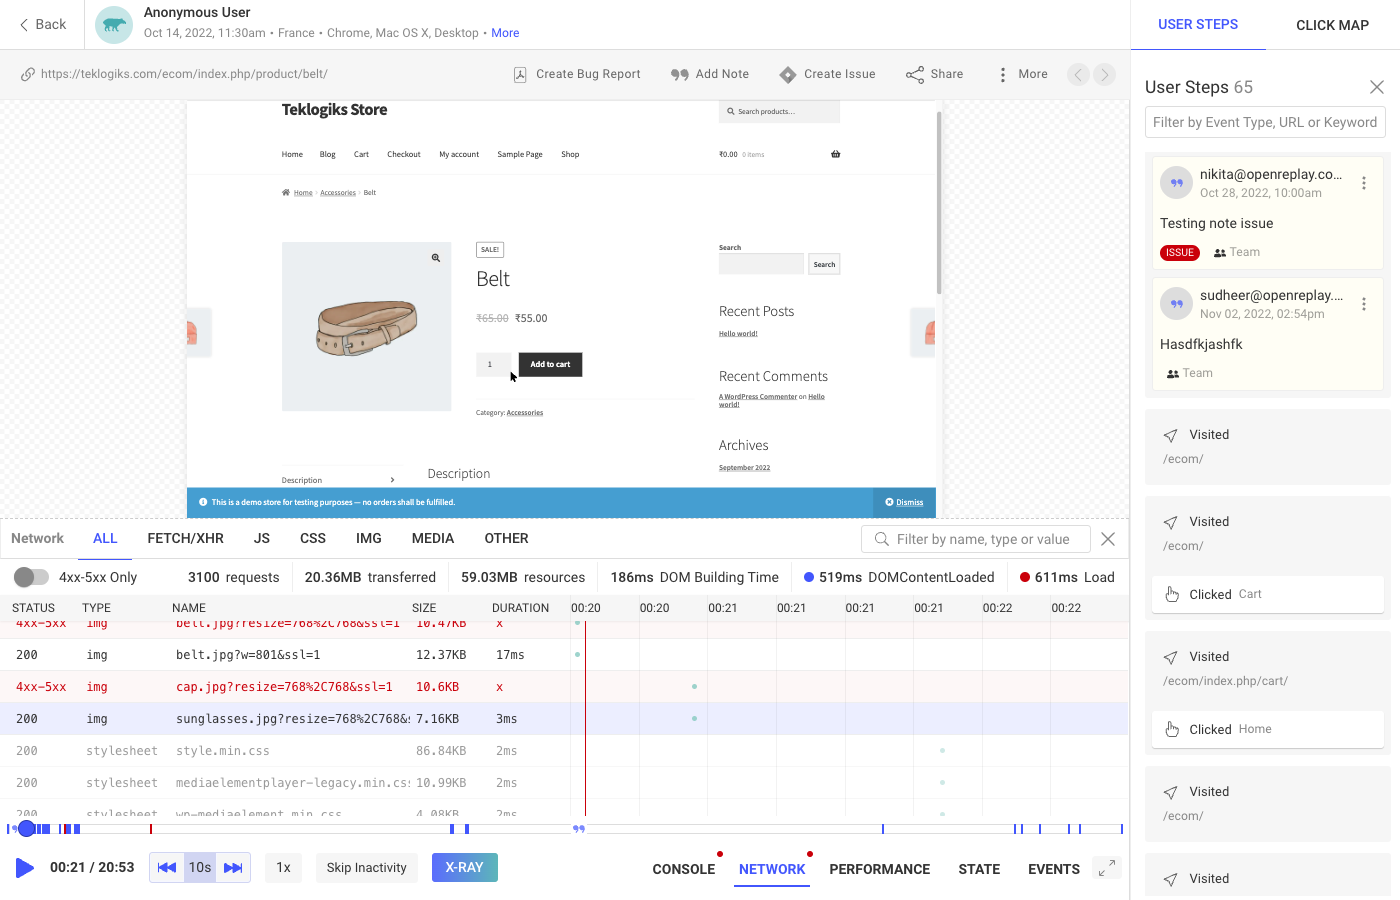 Back
Anonymous User
Oct 14, 2022, 11:30am • France • Chrome, Mac OS X, Desktop • More
USER STEPS
CLICK MAP
https://teklogiks.com/ecom/index.php/product/belt/
Create Bug Report
Add Note
Create Issue
Share
More
Teklogiks Store
Search products...
Home Blog Cart Checkout My account Sample Page Shop
₹0.00 0 items
Home › Accessories › Belt
SALE!
Belt
₹65.00 ₹55.00
1
Add to cart
Category: Accessories
Description
Description
Search
Search
Recent Posts
Hello world!
Recent Comments
A WordPress Commenter on Hello
world!
Archives
September 2022
This is a demo store for testing purposes — no orders shall be fulfilled.
Dismiss
User Steps 65
Filter by Event Type, URL or Keyword
nikita@openreplay.co...
Oct 28, 2022, 10:00am
Testing note issue
ISSUE
Team
sudheer@openreplay....
Nov 02, 2022, 02:54pm
Hasdfkjashfk
Team
Visited
/ecom/
Visited
/ecom/
Clicked Cart
Visited
/ecom/index.php/cart/
Clicked Home
Visited
/ecom/
Visited
Network ALL FETCH/XHR JS CSS IMG MEDIA OTHER
Filter by name, type or value
4xx-5xx Only
3100 requests
20.36MB transferred
59.03MB resources
186ms DOM Building Time
519ms DOMContentLoaded
611ms Load
STATUS TYPE NAME SIZE DURATION 00:20 00:20 00:21 00:21 00:21 00:21 00:22 00:22
4xx-5xx img belt.jpg?resize=768%2C768&ssl=1 10.47KB x
200 img belt.jpg?w=801&ssl=1 12.37KB 17ms
4xx-5xx img cap.jpg?resize=768%2C768&ssl=1 10.6KB x
200 img sunglasses.jpg?resize=768%2C768& 7.16KB 3ms
200 stylesheet style.min.css 86.84KB 2ms
200 stylesheet mediaelementplayer-legacy.min.cs 10.99KB 2ms
200 stylesheet wp-mediaelement.min.css 4.08KB 2ms
00:21 / 20:53
10s
1x
Skip Inactivity
X-RAY
CONSOLE
NETWORK
PERFORMANCE
STATE
EVENTS